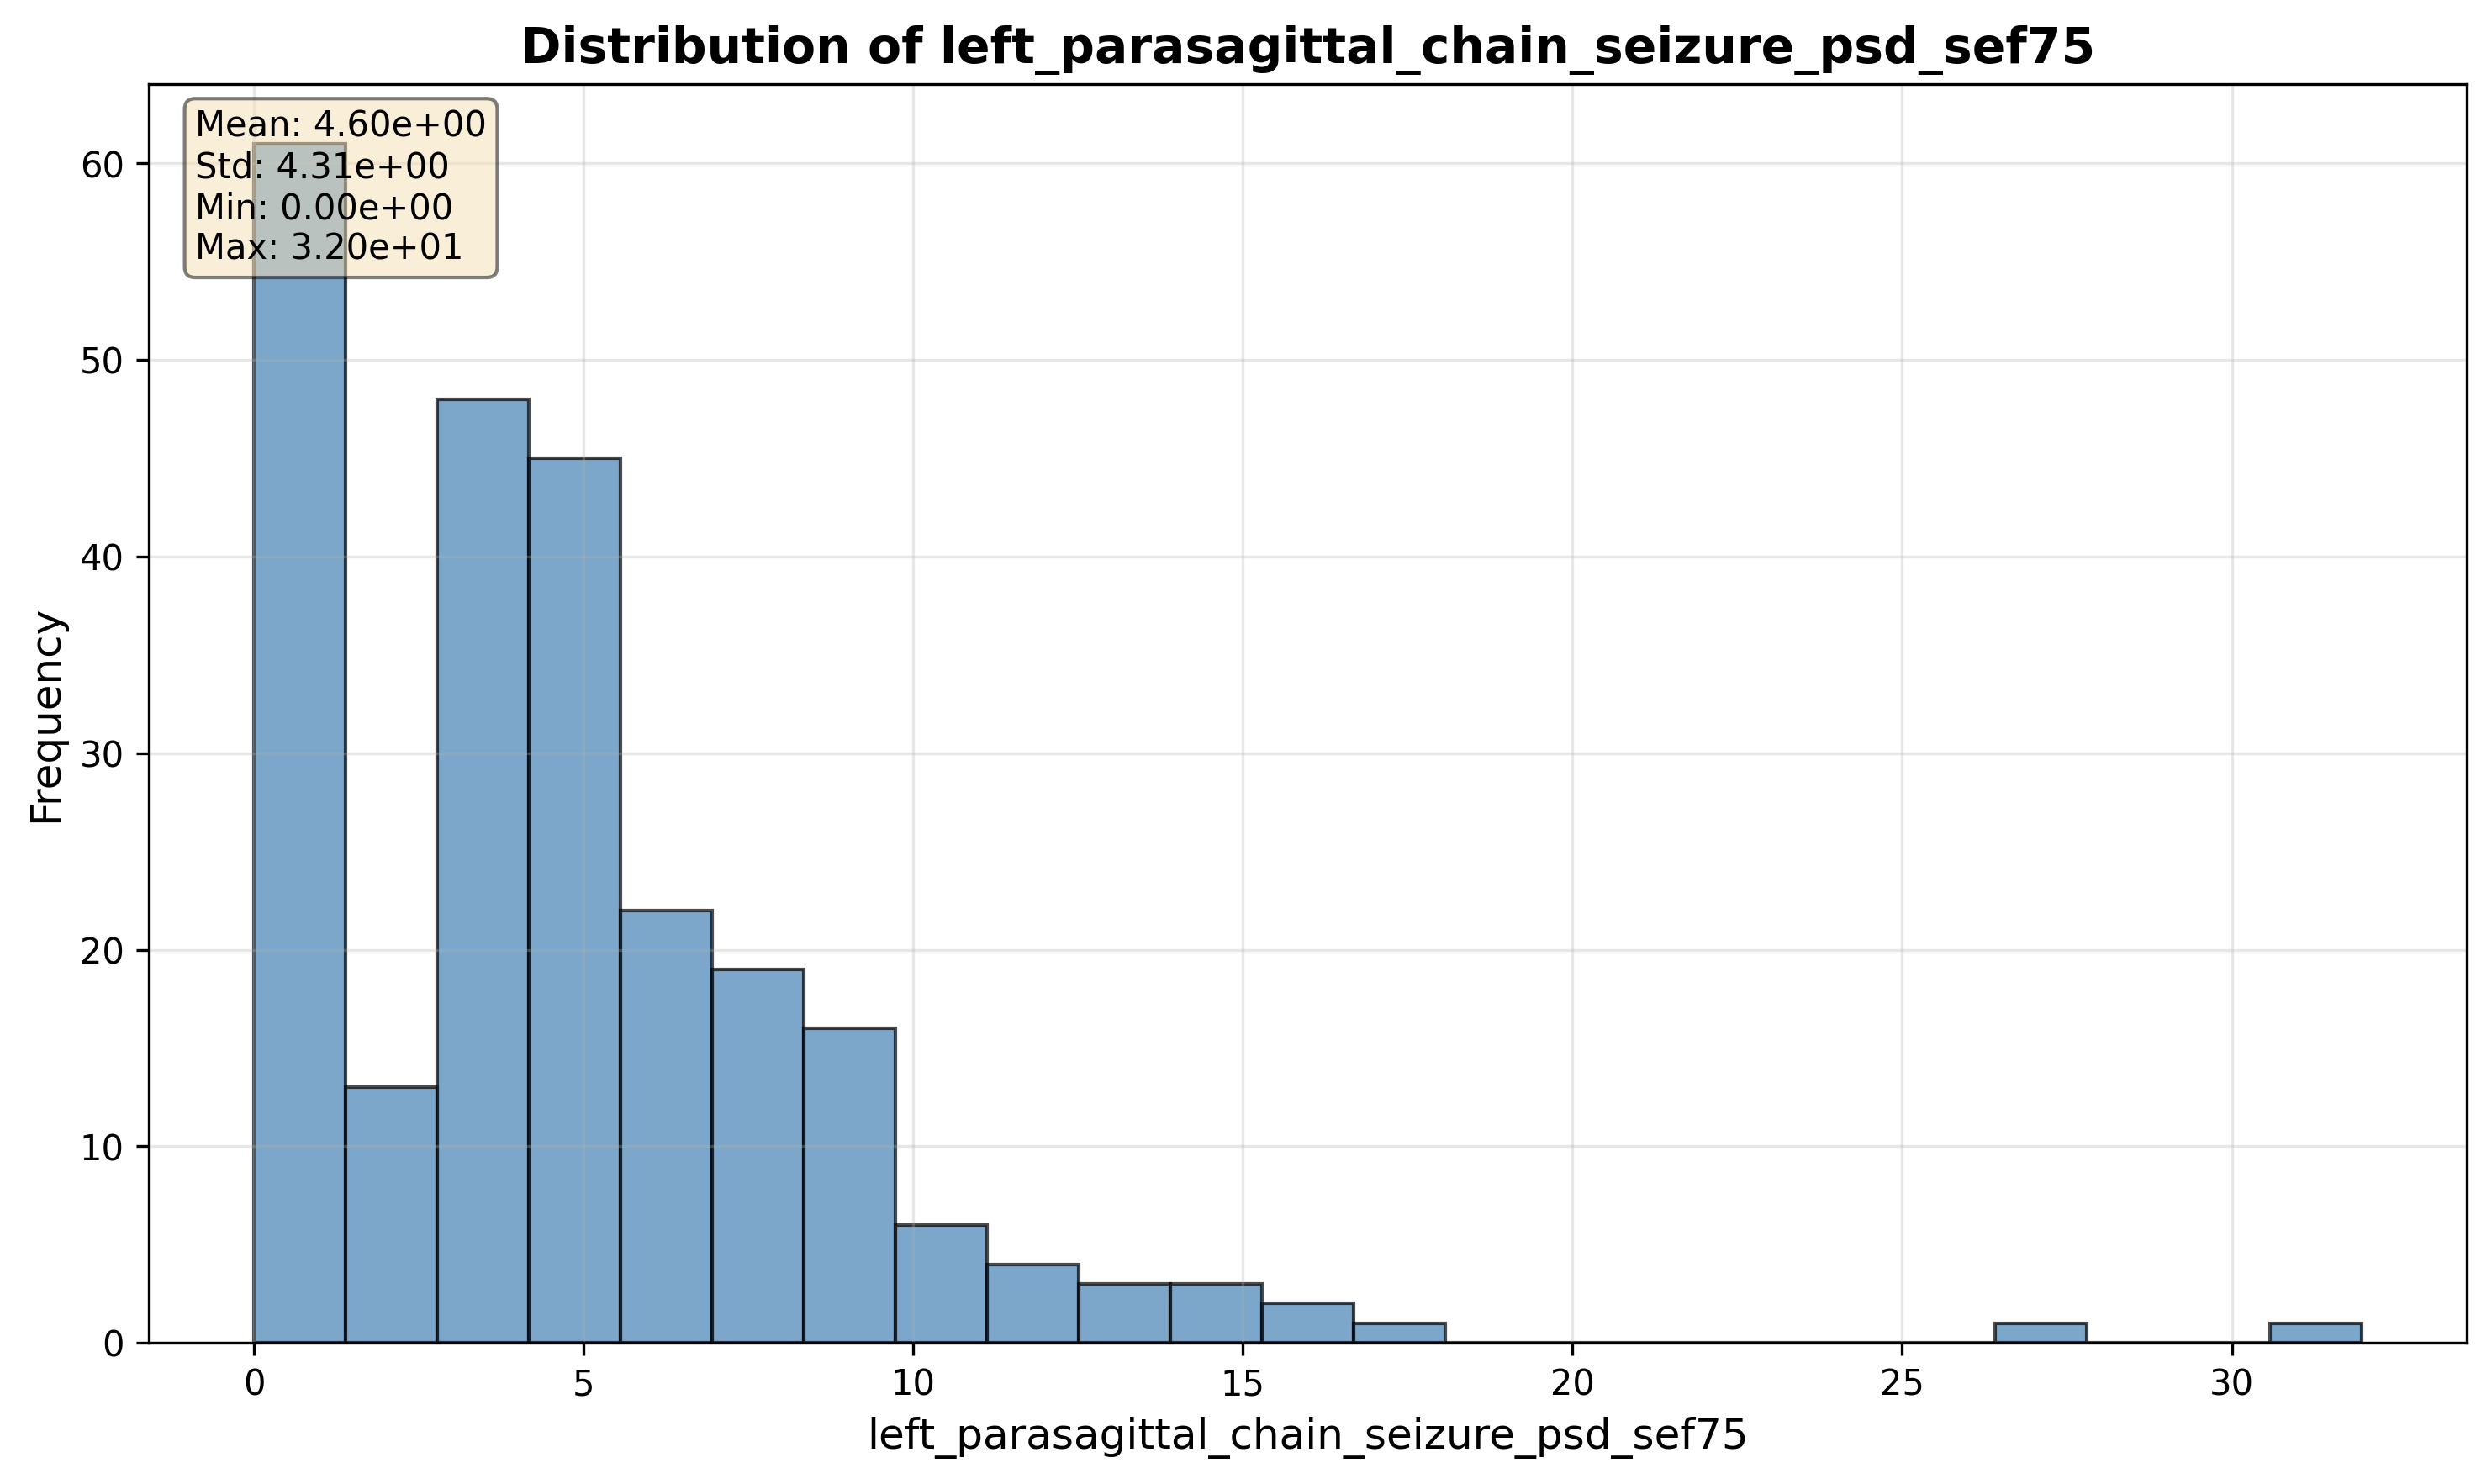 Distribution of left_parasagittal_chain_seizure_psd_sef75
Mean: 4.60e+00
Std: 4.31e+00
Min: 0.00e+00
Max: 3.20e+01
60
50
40
30
20
10
0
Frequency
0 5 10 15 20 25 30
left_parasagittal_chain_seizure_psd_sef75